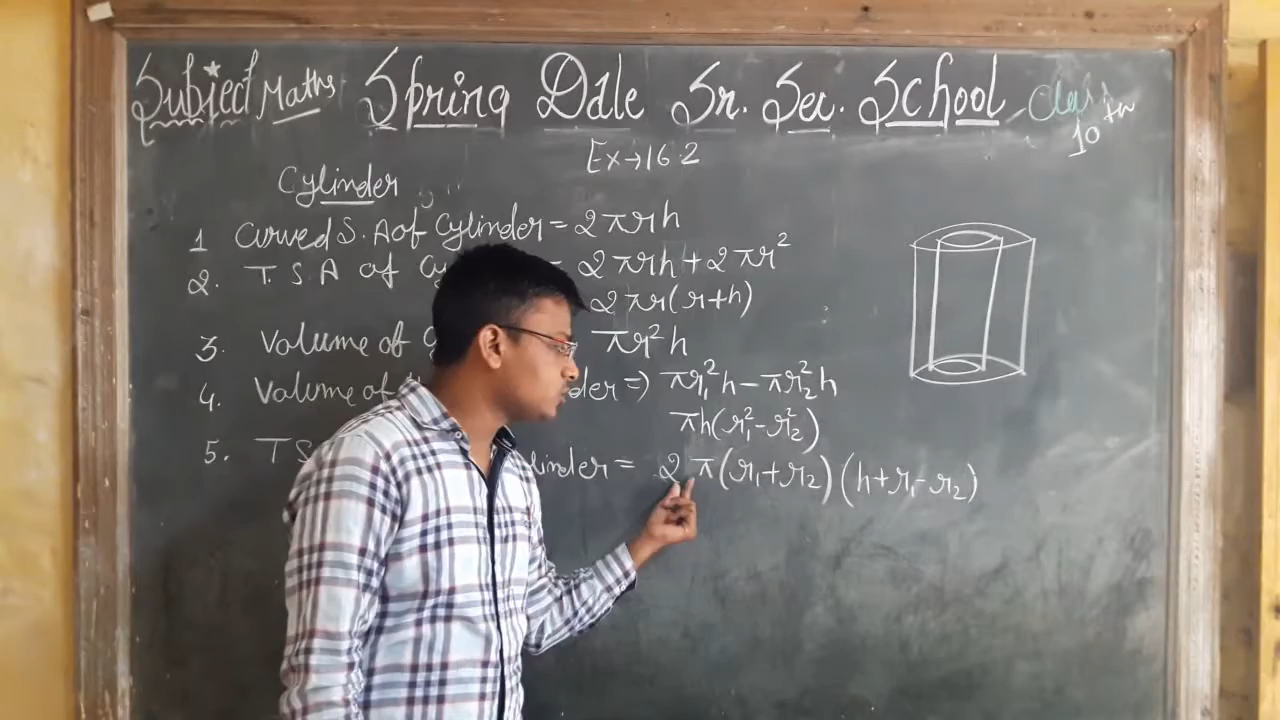 Subject Maths Spring Dale Sr. Sec. School Class 10th
Ex→16.2
Cylinder
1 Curved S. A of Cylinder = 2πrh
2. T. S. A of Cy = 2πrh + 2πr²
2πr(r+h)
3. Volume of πr²h
4. Volume of nder ⇒ πr₁²h − πr₂²h
πh(r₁² − r₂²)
5. TS linder = 2π(r₁+r₂)(h+r₁−r₂)